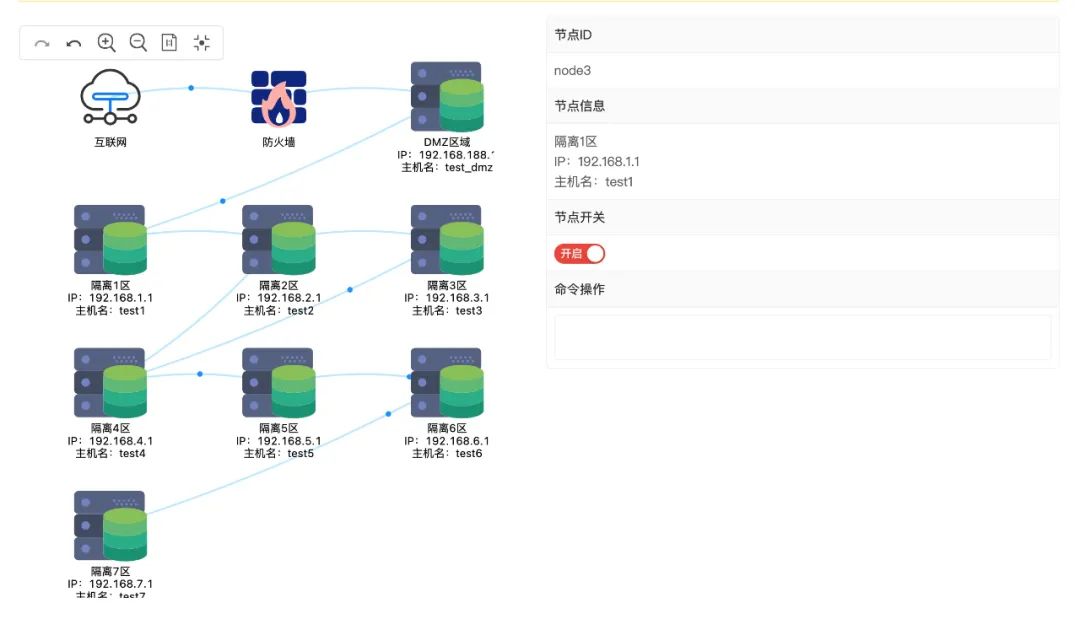 互联网
防火墙
DMZ区域
IP: 192.168.188.
主机名: test_dmz
隔离1区
IP: 192.168.1.1
主机名: test1
隔离2区
IP: 192.168.2.1
主机名: test2
隔离3区
IP: 192.168.3.1
主机名: test3
隔离4区
IP: 192.168.4.1
主机名: test4
隔离5区
IP: 192.168.5.1
主机名: test5
隔离6区
IP: 192.168.6.1
主机名: test6
隔离7区
IP: 192.168.7.1
主机名: test7
节点ID
node3
节点信息
隔离1区
IP: 192.168.1.1
主机名: test1
节点开关
开启
命令操作